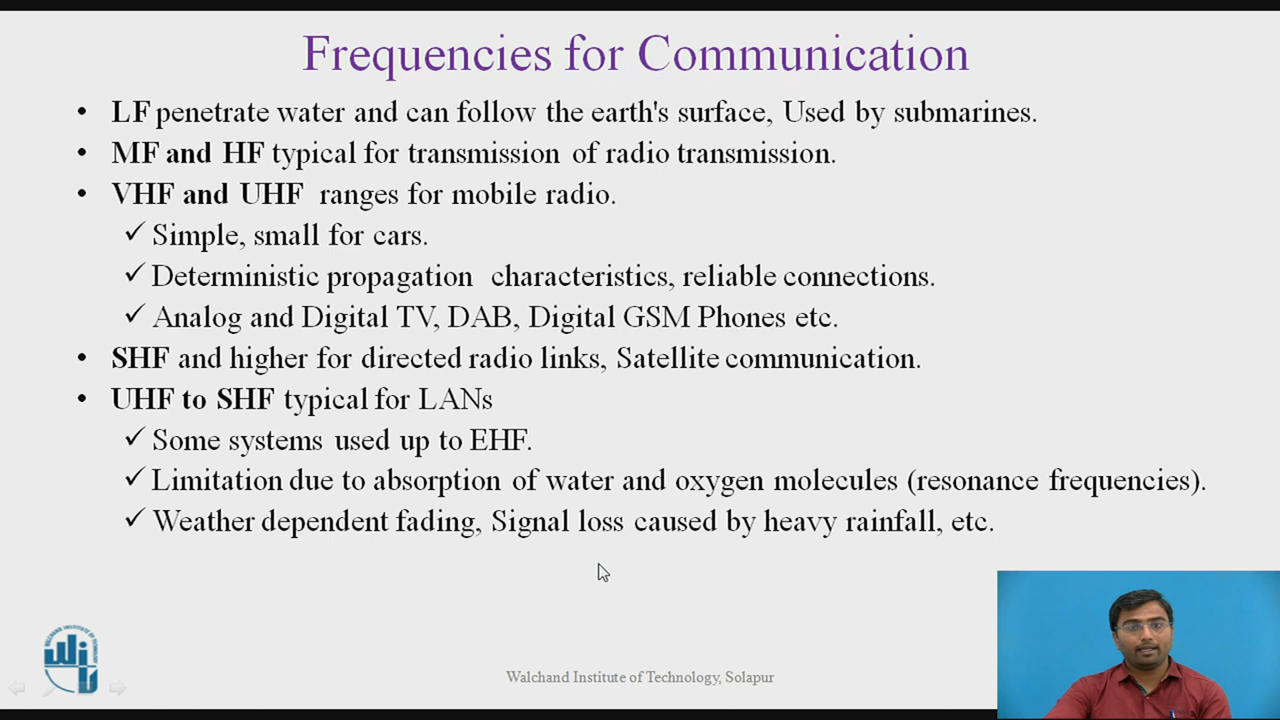 Frequencies for Communication
• LF penetrate water and can follow the earth's surface, Used by submarines.
• MF and HF typical for transmission of radio transmission.
• VHF and UHF ranges for mobile radio.
✓ Simple, small for cars.
✓ Deterministic propagation characteristics, reliable connections.
✓ Analog and Digital TV, DAB, Digital GSM Phones etc.
• SHF and higher for directed radio links, Satellite communication.
• UHF to SHF typical for LANs
✓ Some systems used up to EHF.
✓ Limitation due to absorption of water and oxygen molecules (resonance frequencies).
✓ Weather dependent fading, Signal loss caused by heavy rainfall, etc.
WALCHAND INSTITUTE OF TECHNOLOGY
Walchand Institute of Technology, Solapur